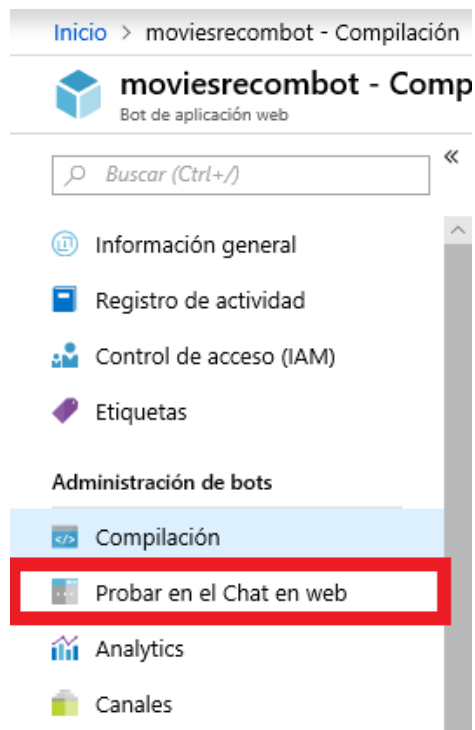 Inicio > moviesrecombot - Compilación
moviesrecombot - Comp
Bot de aplicación web
Buscar (Ctrl+/)
«
Información general
Registro de actividad
Control de acceso (IAM)
Etiquetas
Administración de bots
Compilación
Probar en el Chat en web
Analytics
Canales